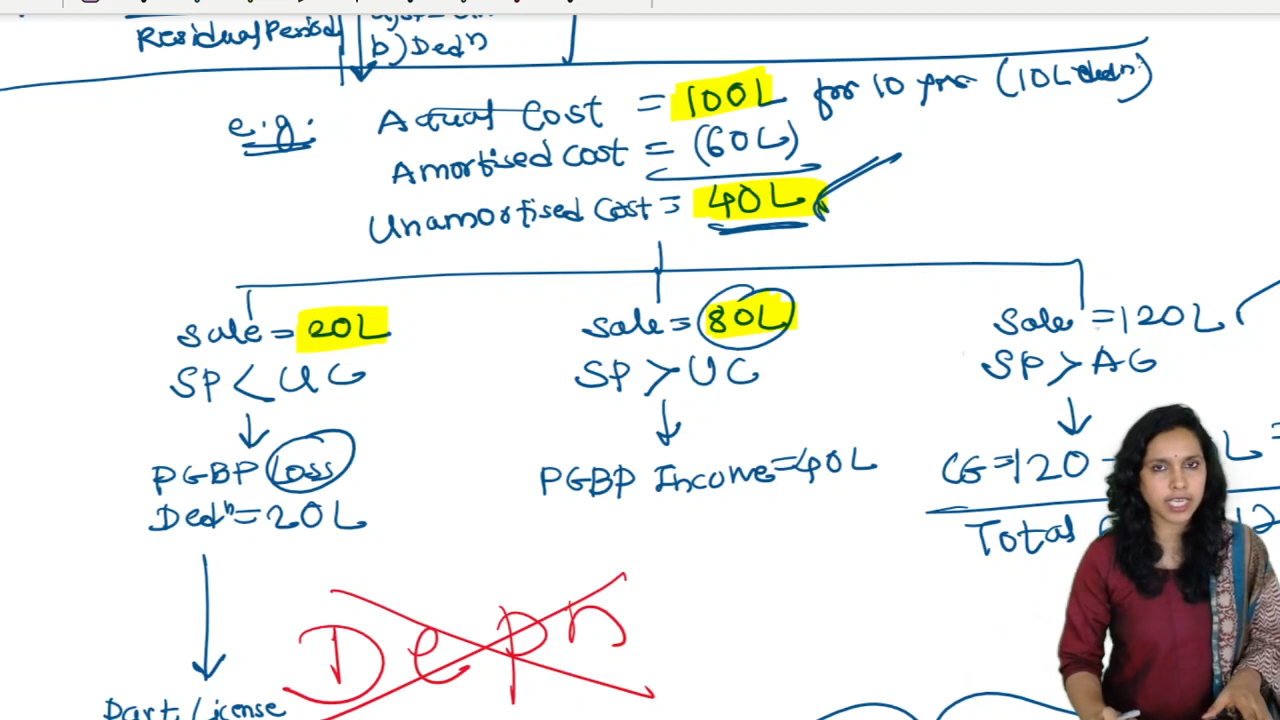 Residual Period
b) Dedⁿ
e.g. Actual Cost = 100L for 10 yrs (10L dedn)
Amortised Cost = (60L)
Unamortised Cost = 40L
Sale = 20L Sale = 80L Sale = 120L
SP < UC SP > UC SP > AC
PGBP Loss PGBP Income = 40L CG = 120 - L =
Dedⁿ = 20L Total 12
Depn
Part/License